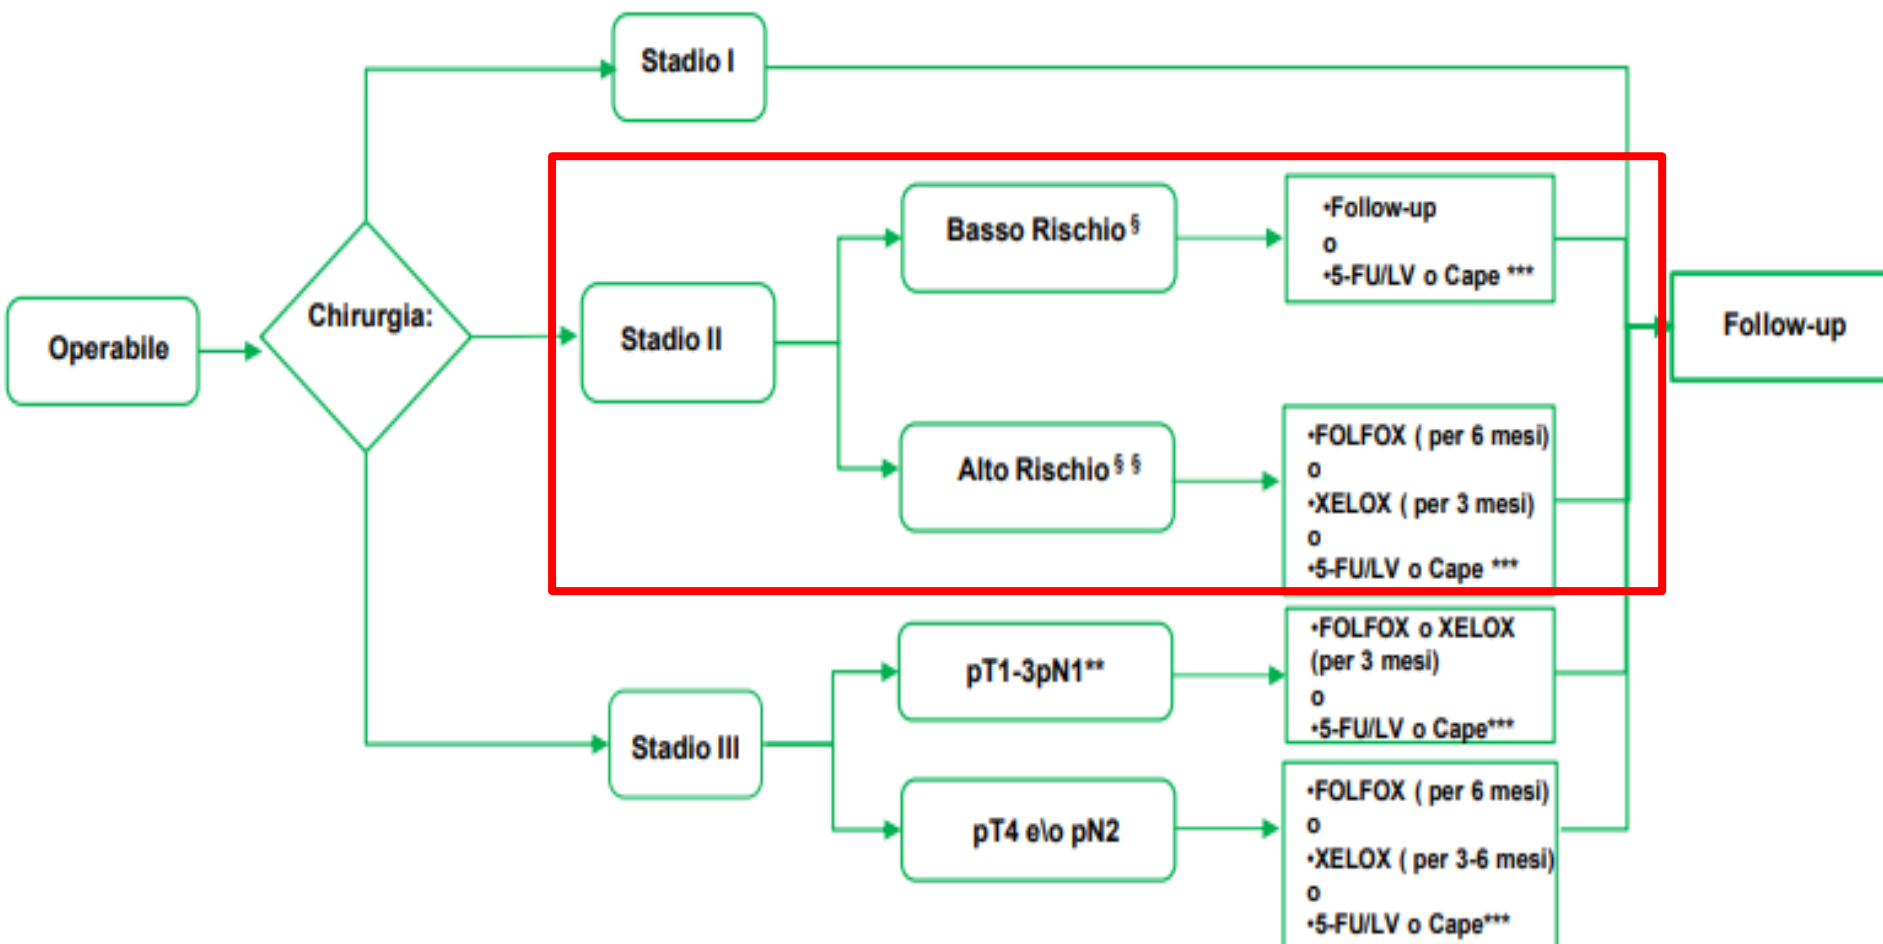 Operabile
Chirurgia:
Stadio I
Stadio II
Basso Rischio §
•Follow-up
o
•5-FU/LV o Cape ***
Alto Rischio § §
•FOLFOX ( per 6 mesi)
o
•XELOX ( per 3 mesi)
o
•5-FU/LV o Cape ***
Stadio III
pT1-3pN1**
•FOLFOX o XELOX
(per 3 mesi)
o
•5-FU/LV o Cape***
pT4 e\o pN2
•FOLFOX ( per 6 mesi)
o
•XELOX ( per 3-6 mesi)
o
•5-FU/LV o Cape***
Follow-up